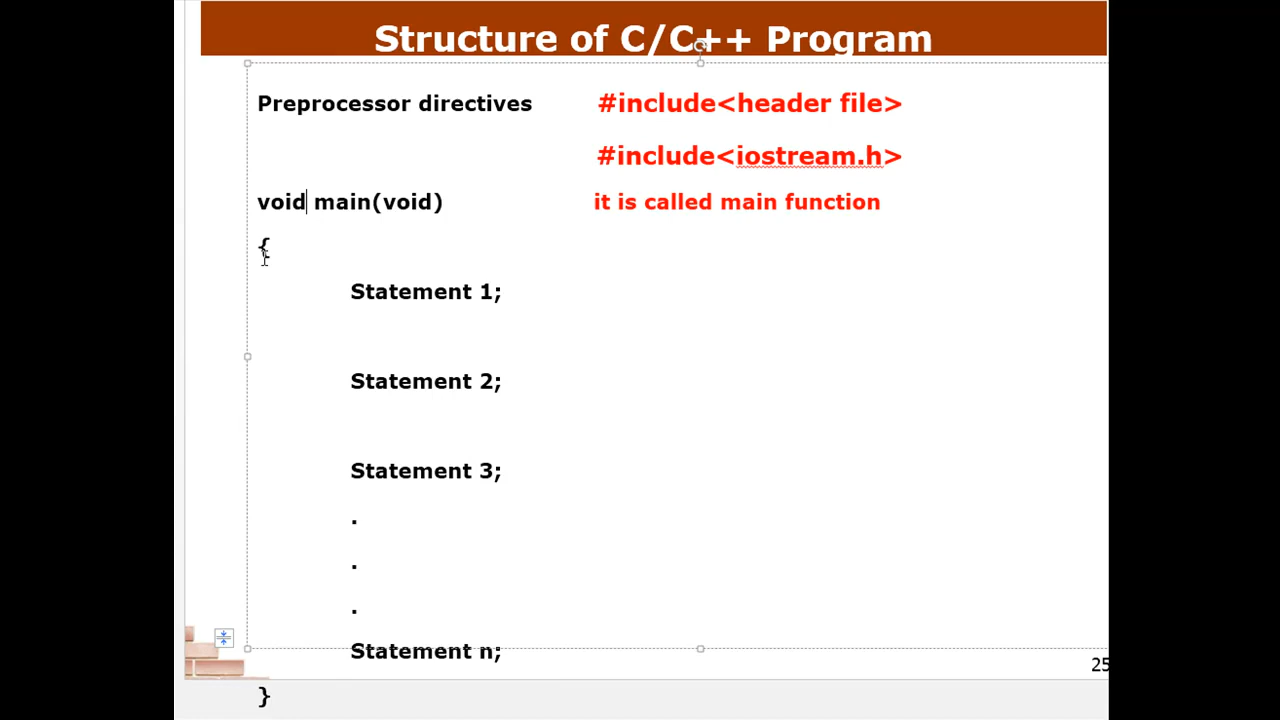 Structure of C/C++ Program
Preprocessor directives #include<header file>
#include<iostream.h>
void main(void) it is called main function
{
Statement 1;
Statement 2;
Statement 3;
.
.
.
Statement n;
25
}